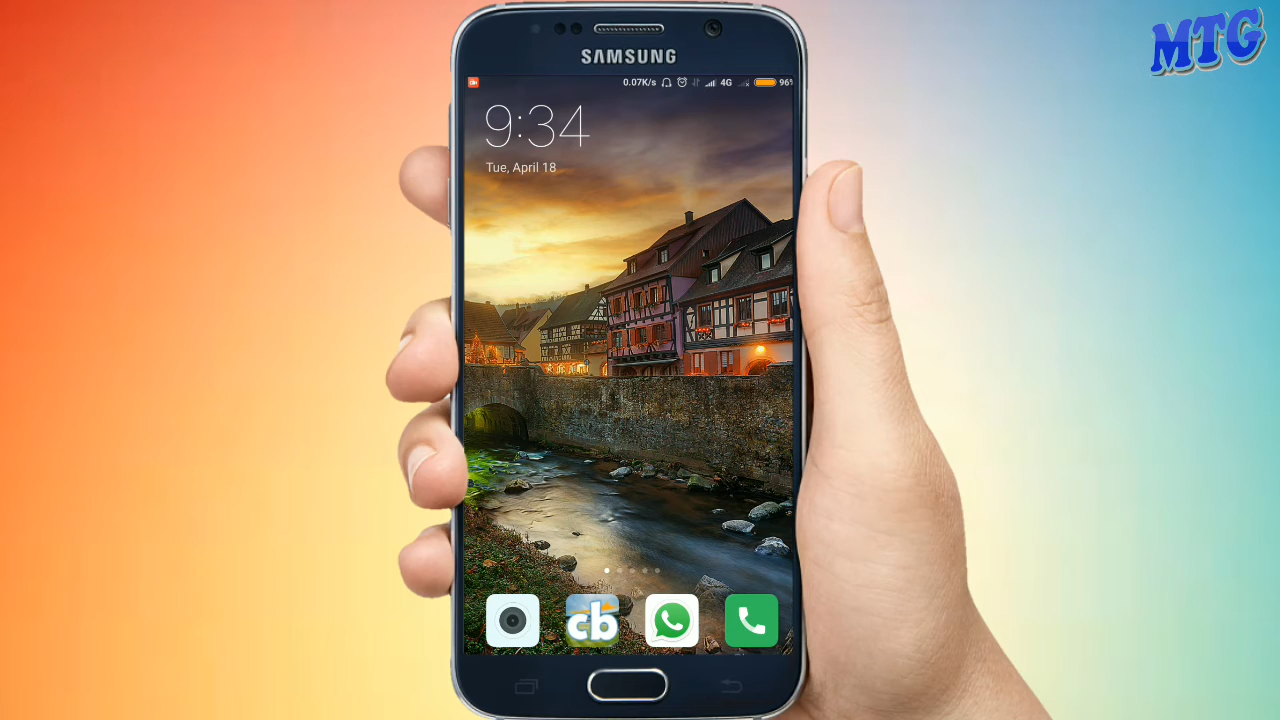 MTG
SAMSUNG
0.07K/s 4G 96%
9:34
Tue, April 18
cb